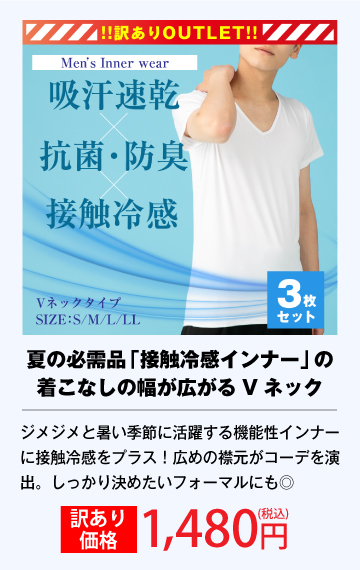 !!訳ありOUTLET!!
Men's Inner wear
吸汗速乾
×
抗菌・防臭
×
接触冷感
Vネックタイプ
SIZE:S/M/L/LL
3枚
セット
夏の必需品「接触冷感インナー」の
着こなしの幅が広がる V ネック
ジメジメと暑い季節に活躍する機能性インナー
に接触冷感をプラス！広めの襟元がコーデを演
出。しっかり決めたいフォーマルにも◎
訳あり
価格
1,480円(税込)